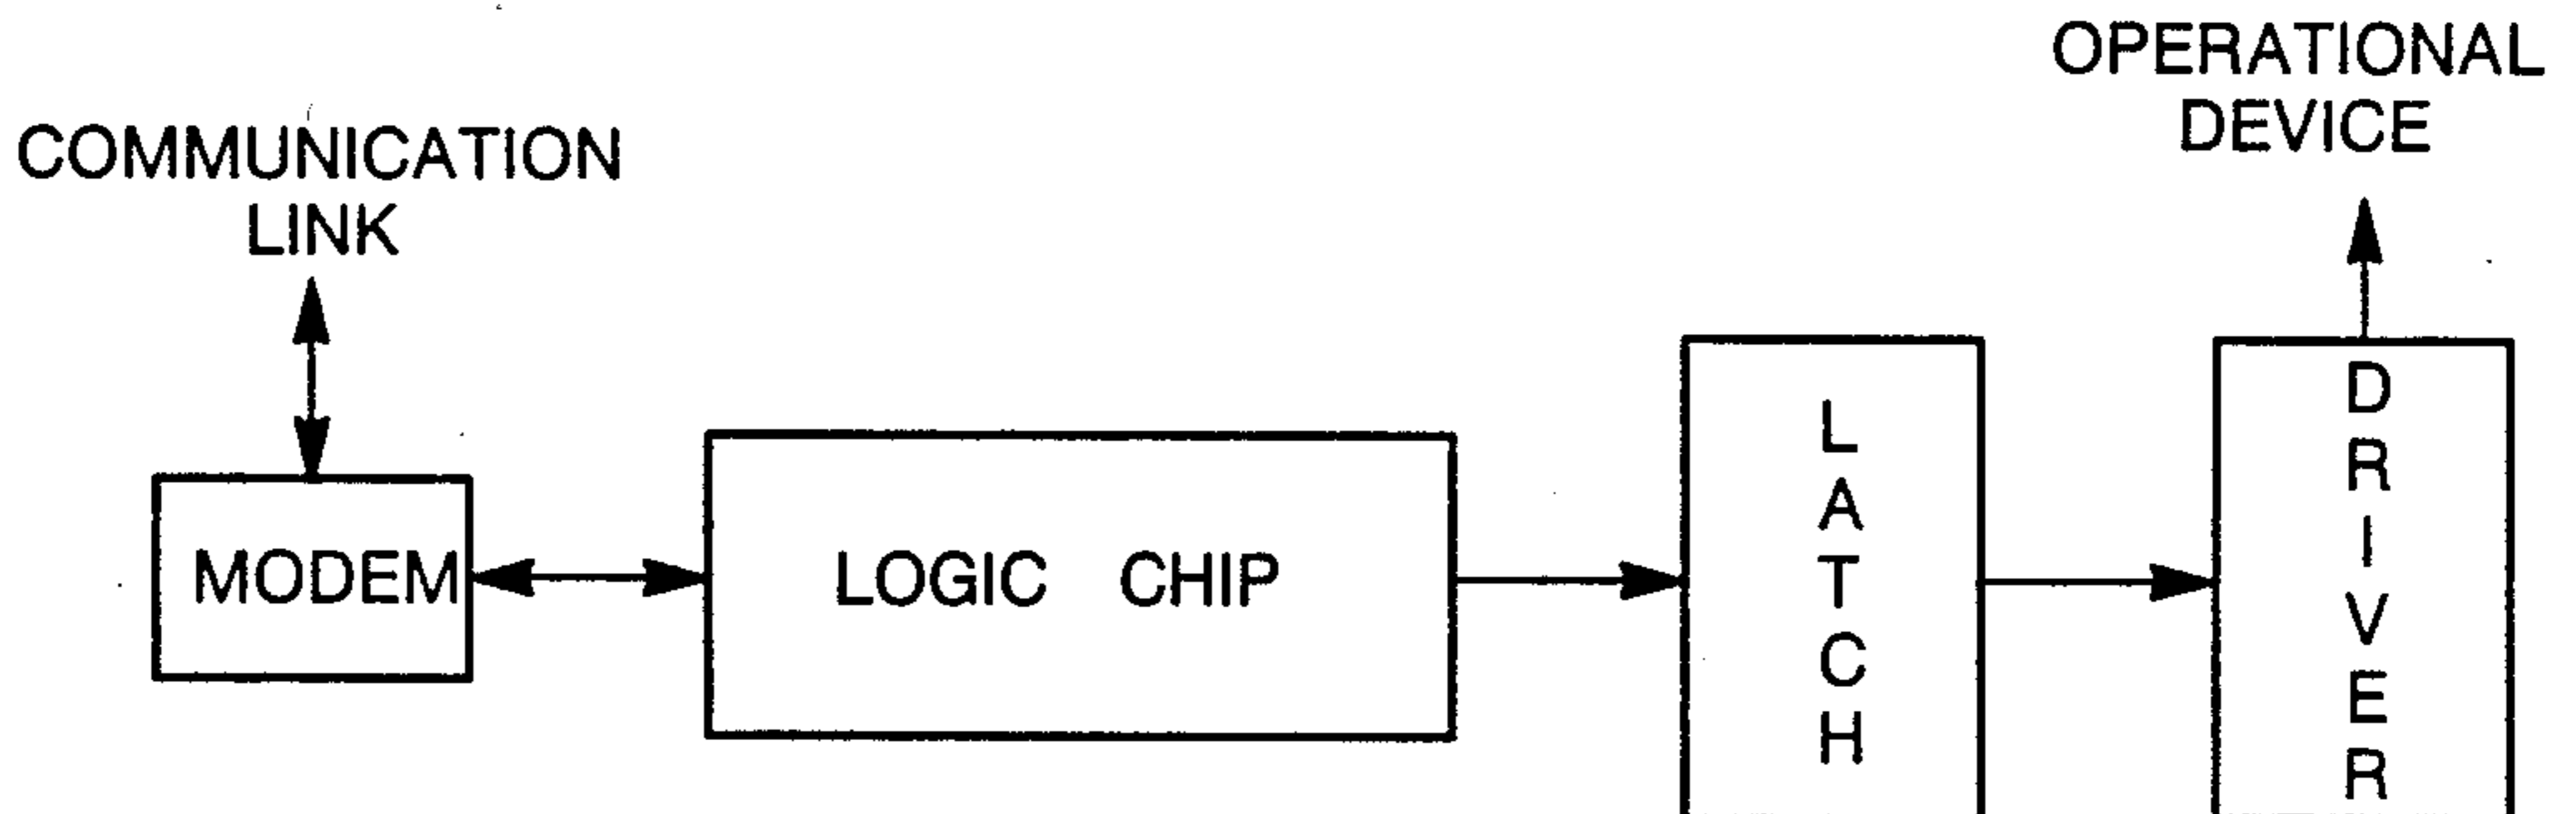 OPERATIONAL
DEVICE
COMMUNICATION
LINK
MODEM
LOGIC CHIP
LATCH
DRIVER